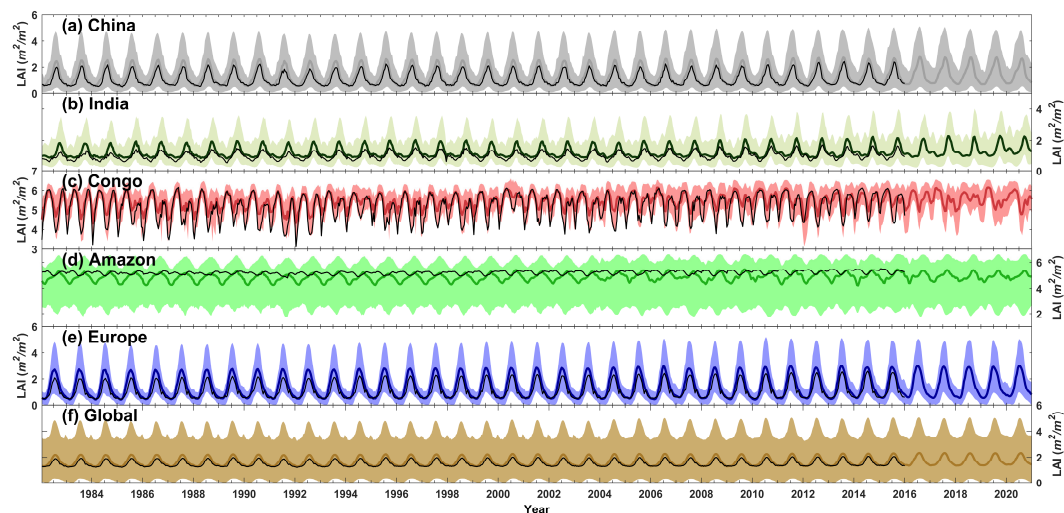 (a) China
LAI (m²/m²)
6
4
2
0
(b) India
LAI (m²/m²)
4
2
0
(c) Congo
LAI (m²/m²)
7
6
5
4
3
(d) Amazon
LAI (m²/m²)
6
4
2
(e) Europe
LAI (m²/m²)
6
4
2
0
(f) Global
LAI (m²/m²)
4
2
0
1984 1986 1988 1990 1992 1994 1996 1998 2000 2002 2004 2006 2008 2010 2012 2014 2016 2018 2020
Year